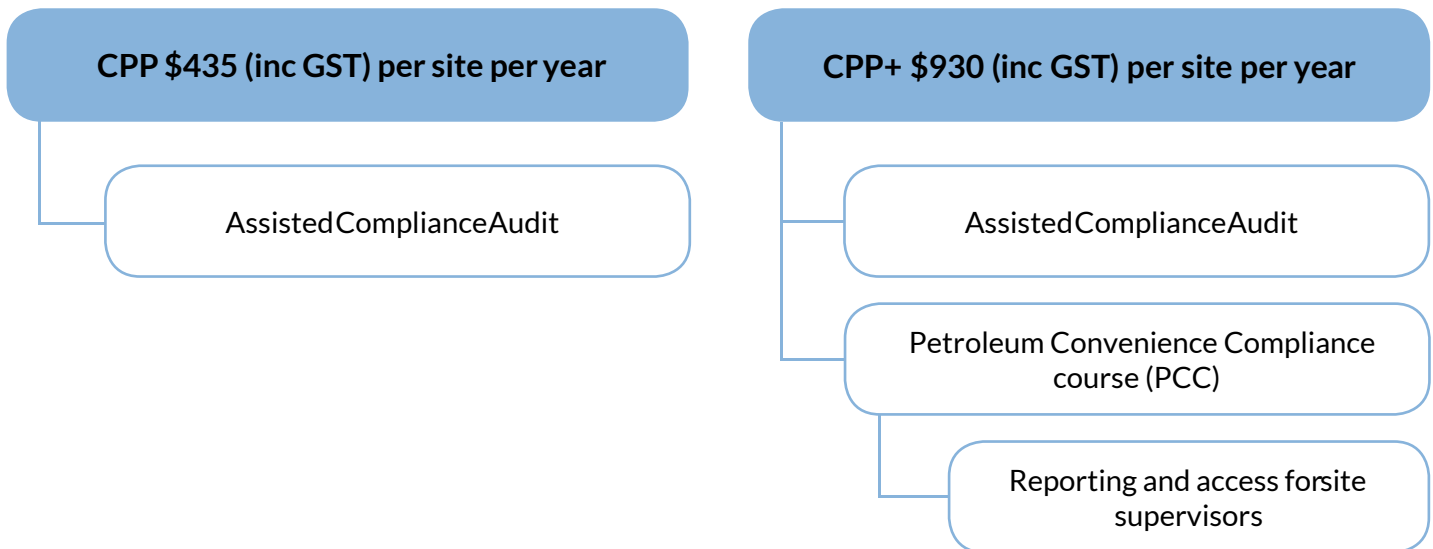 CPP $435 (inc GST) per site per year
AssistedComplianceAudit
CPP+ $930 (inc GST) per site per year
AssistedComplianceAudit
Petroleum Convenience Compliance
course (PCC)
Reporting and access forsite
supervisors